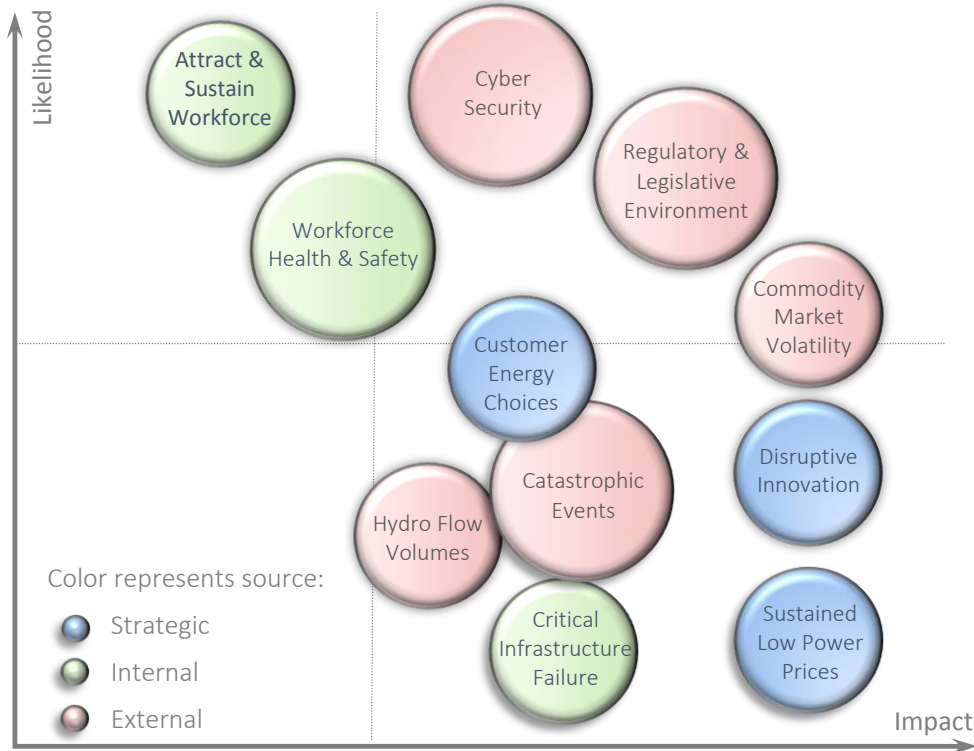 Likelihood
Attract &
Sustain
Workforce
Cyber
Security
Regulatory &
Legislative
Environment
Workforce
Health & Safety
Commodity
Market
Volatility
Customer
Energy
Choices
Disruptive
Innovation
Catastrophic
Events
Hydro Flow
Volumes
Critical
Infrastructure
Failure
Sustained
Low Power
Prices
Color represents source:
Strategic
Internal
External
Impact